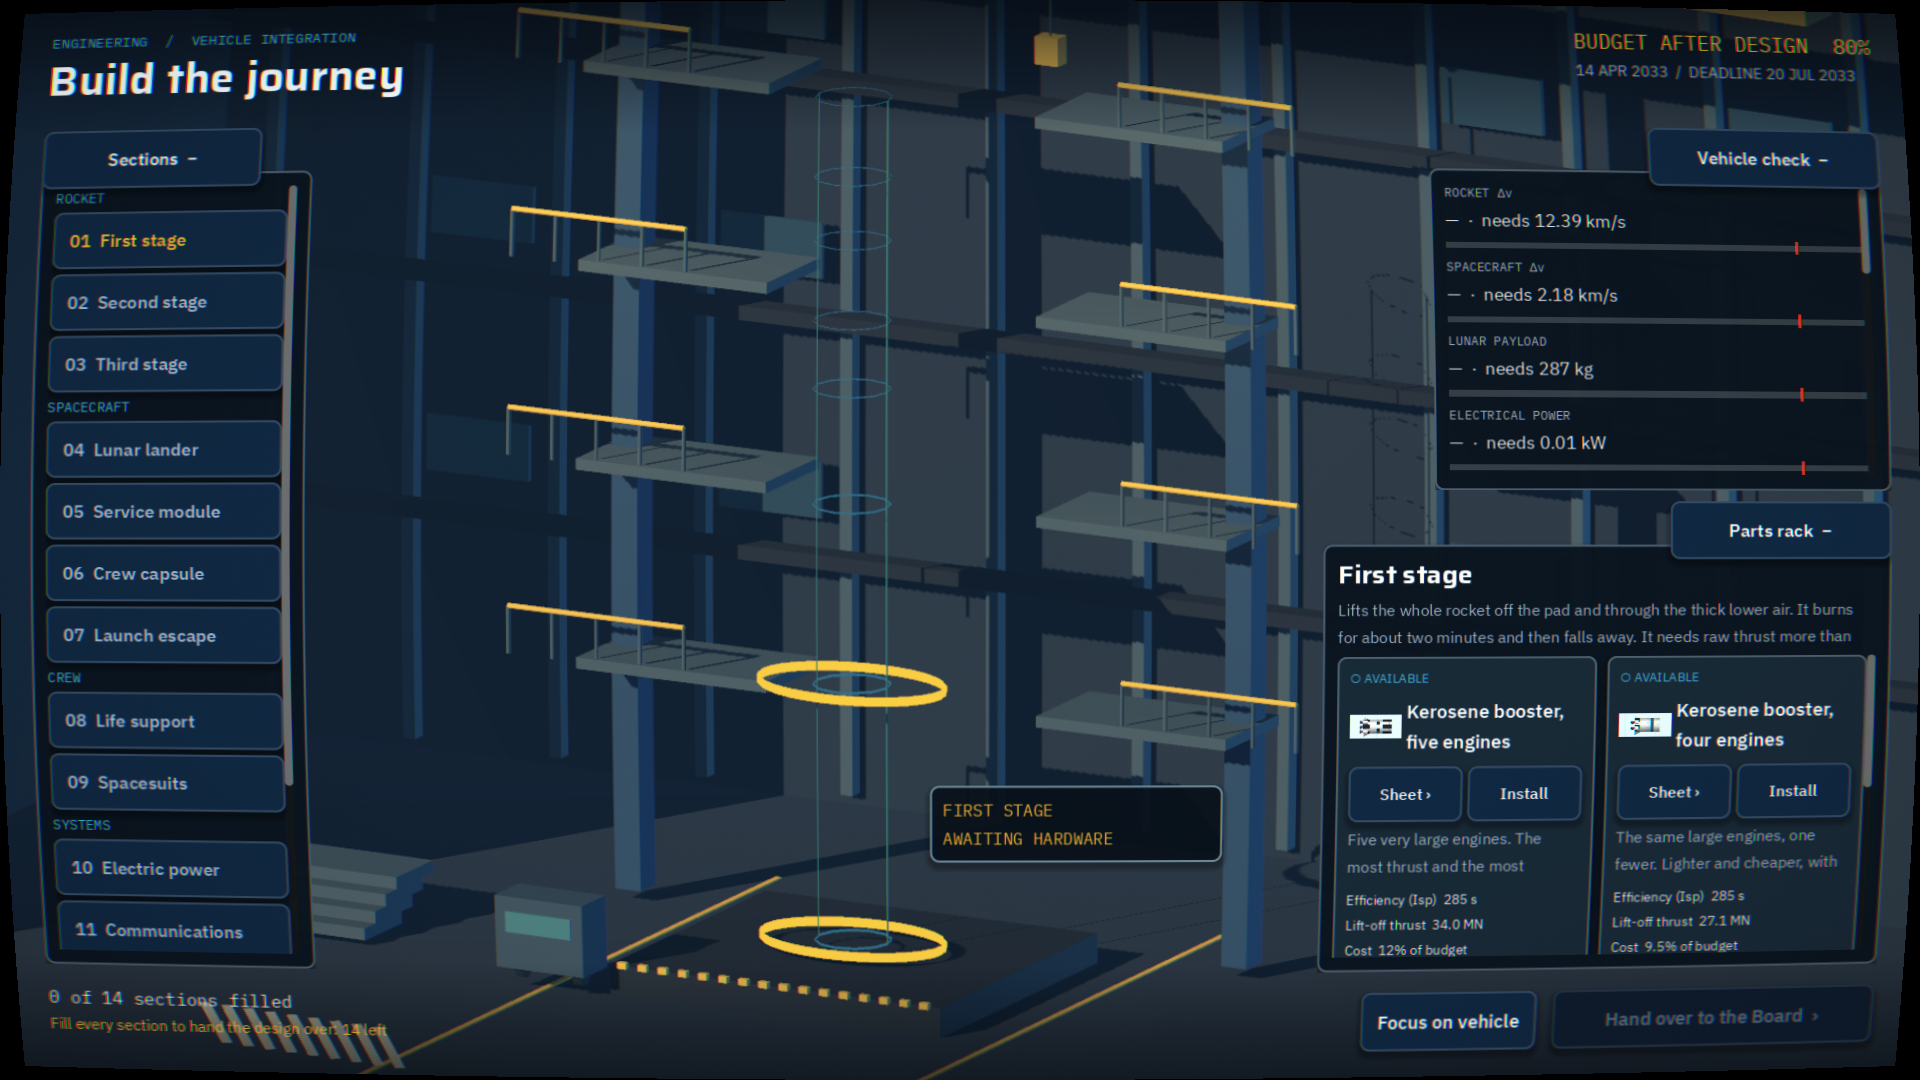 ENGINEERING / VEHICLE INTEGRATION
Build the journey
BUDGET AFTER DESIGN 80%
14 APR 2033 / DEADLINE 20 JUL 2033
Sections –
ROCKET
01 First stage
02 Second stage
03 Third stage
SPACECRAFT
04 Lunar lander
05 Service module
06 Crew capsule
07 Launch escape
CREW
08 Life support
09 Spacesuits
SYSTEMS
10 Electric power
11 Communications
0 of 14 sections filled
Fill every section to hand the design over: 14 left
FIRST STAGE
AWAITING HARDWARE
Vehicle check –
ROCKET Δv
— · needs 12.39 km/s
SPACECRAFT Δv
— · needs 2.18 km/s
LUNAR PAYLOAD
— · needs 287 kg
ELECTRICAL POWER
— · needs 0.01 kW
Parts rack –
First stage
Lifts the whole rocket off the pad and through the thick lower air. It burns
for about two minutes and then falls away. It needs raw thrust more than
○ AVAILABLE
Kerosene booster,
five engines
Sheet ›
Install
Five very large engines. The
most thrust and the most
Efficiency (Isp) 285 s
Lift-off thrust 34.0 MN
Cost 12% of budget
○ AVAILABLE
Kerosene booster,
four engines
Sheet ›
Install
The same large engines, one
fewer. Lighter and cheaper, with
Efficiency (Isp) 285 s
Lift-off thrust 27.1 MN
Cost 9.5% of budget
Focus on vehicle
Hand over to the Board ›